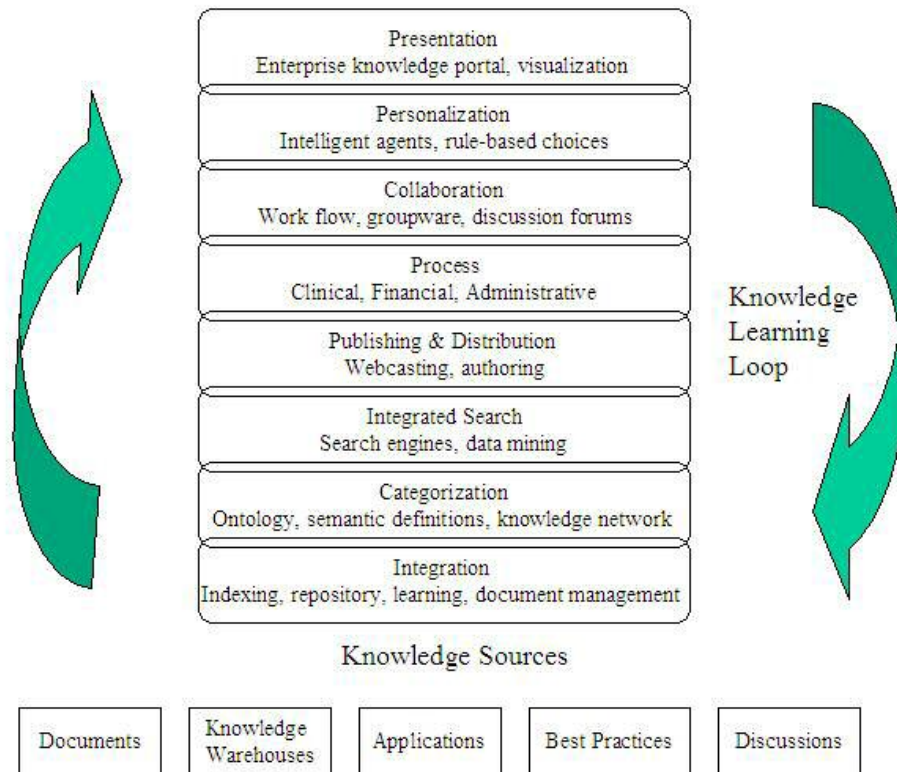 Presentation
Enterprise knowledge portal, visualization
Personalization
Intelligent agents, rule-based choices
Collaboration
Work flow, groupware, discussion forums
Process
Clinical, Financial, Administrative
Publishing & Distribution
Webcasting, authoring
Integrated Search
Search engines, data mining
Categorization
Ontology, semantic definitions, knowledge network
Integration
Indexing, repository, learning, document management
Knowledge
Learning
Loop
Knowledge Sources
Documents
Knowledge
Warehouses
Applications
Best Practices
Discussions